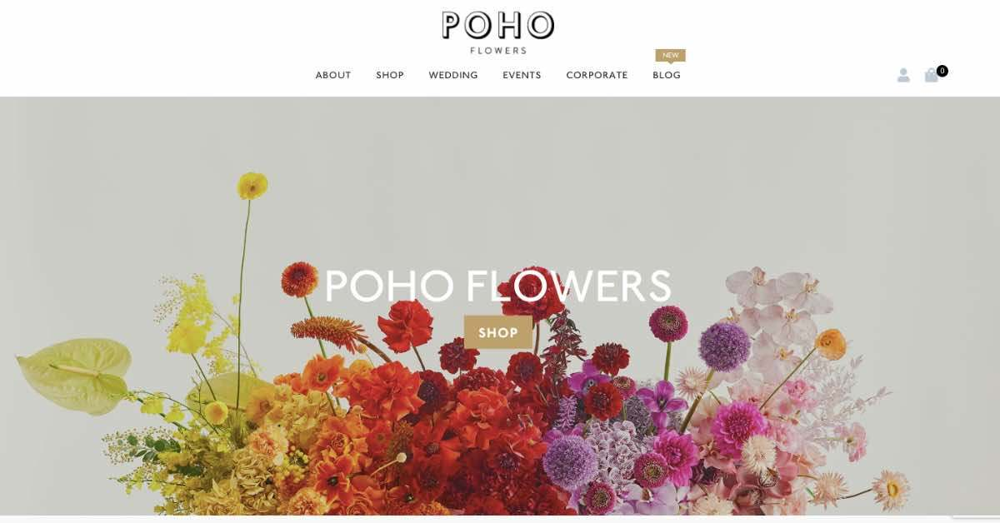 POHO
FLOWERS
NEW
ABOUT SHOP WEDDING EVENTS CORPORATE BLOG
0
POHO FLOWERS
SHOP